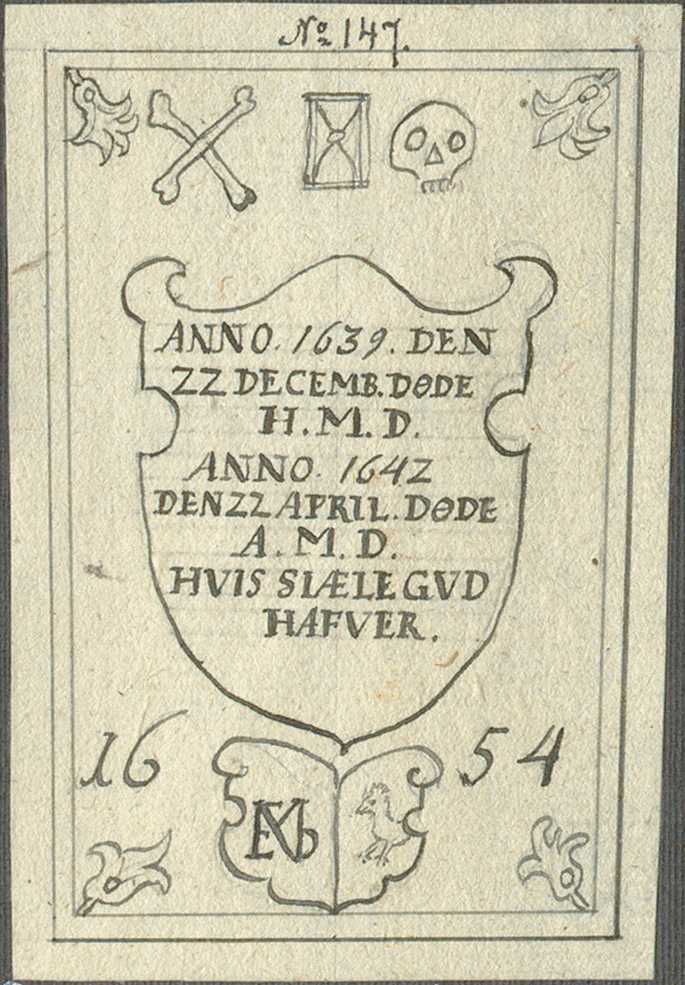 No 147.
ANNO. 1639. DEN
22 DECEMB. DØDE
H. M. D.
ANNO. 1642
DEN 22 APRIL. DØDE
A. M. D.
HVIS SIÆLE GVD
HAFVER.
16 54